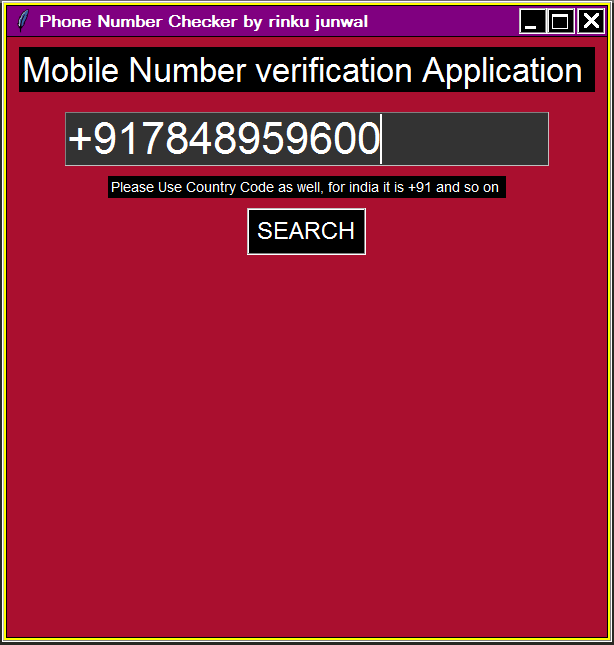 Phone Number Checker by rinku junwal
Mobile Number verification Application
+917848959600
Please Use Country Code as well, for india it is +91 and so on
SEARCH